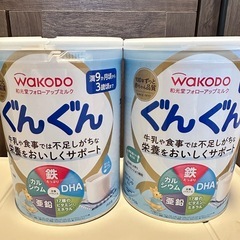 wakodo
和光堂フォローアップミルク
満9ヶ月頃から
3歳頃まで
ぐんぐん
牛乳や食事では不足しがちな
栄養をおいしくサポート
鉄
カルシウム
DHA
亜鉛
wakodo
和光堂フォローアップミルク
ぐんぐん
牛乳や食事では不足しがちな
栄養をおいしくサポート
鉄
カルシウム
DHA
亜鉛